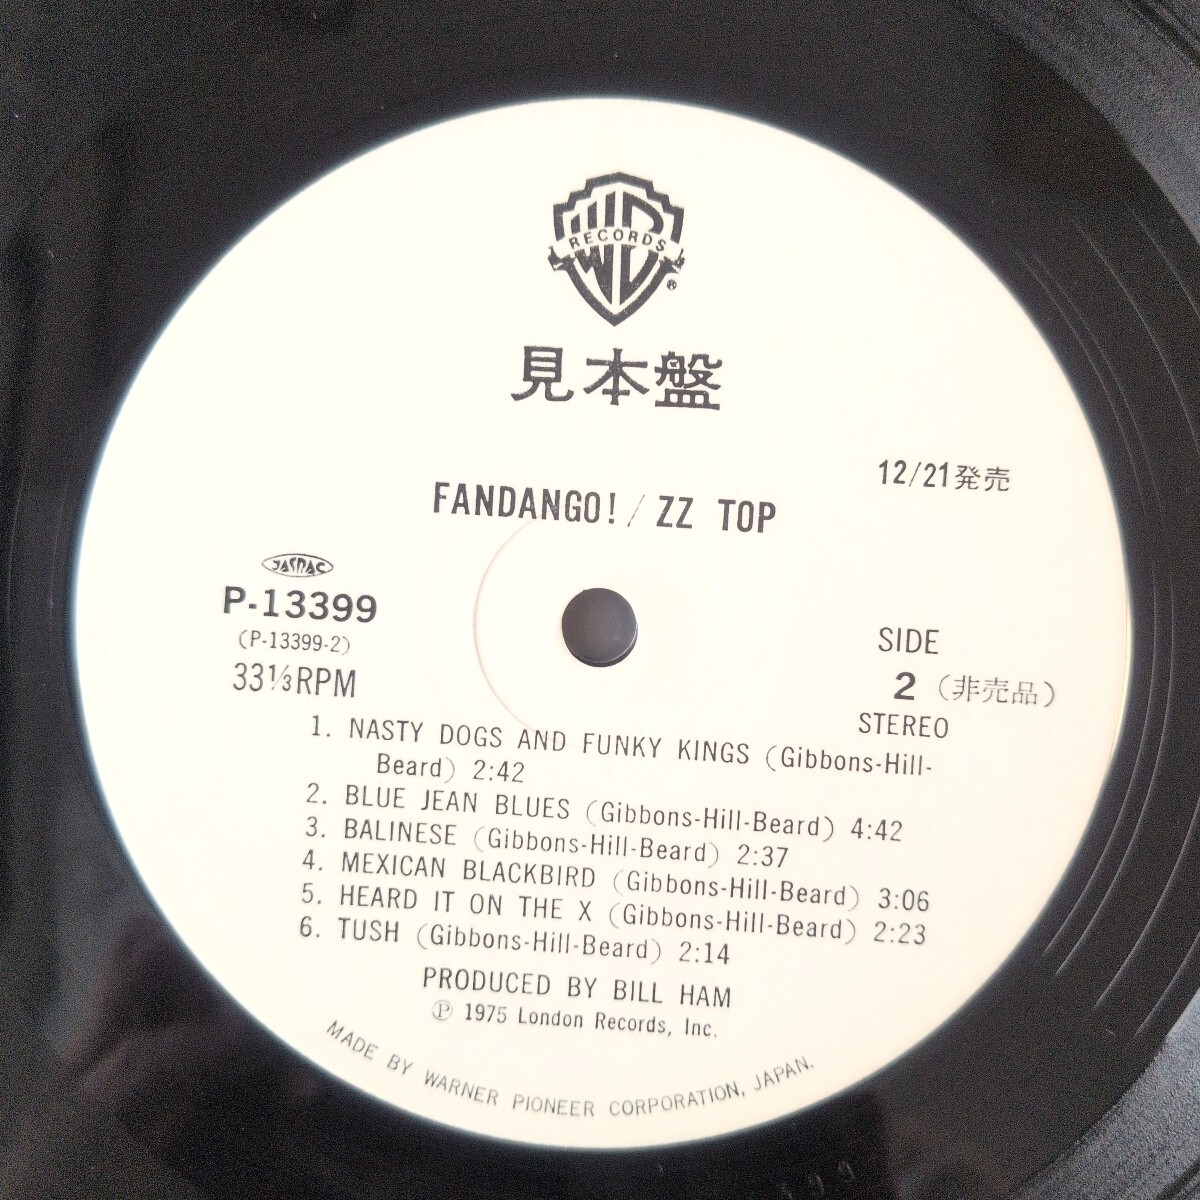 WB RECORDS ®
見本盤
12/21発売
FANDANGO! / ZZ TOP
JASRAC
P-13399
(P-13399-2)
33⅓RPM
SIDE
2 (非売品)
STEREO
1. NASTY DOGS AND FUNKY KINGS (Gibbons-Hill-
Beard) 2:42
2. BLUE JEAN BLUES (Gibbons-Hill-Beard) 4:42
3. BALINESE (Gibbons-Hill-Beard) 2:37
4. MEXICAN BLACKBIRD (Gibbons-Hill-Beard) 3:06
5. HEARD IT ON THE X (Gibbons-Hill-Beard) 2:23
6. TUSH (Gibbons-Hill-Beard) 2:14
PRODUCED BY BILL HAM
Ⓟ 1975 London Records, Inc.
MADE BY WARNER PIONEER CORPORATION, JAPAN.